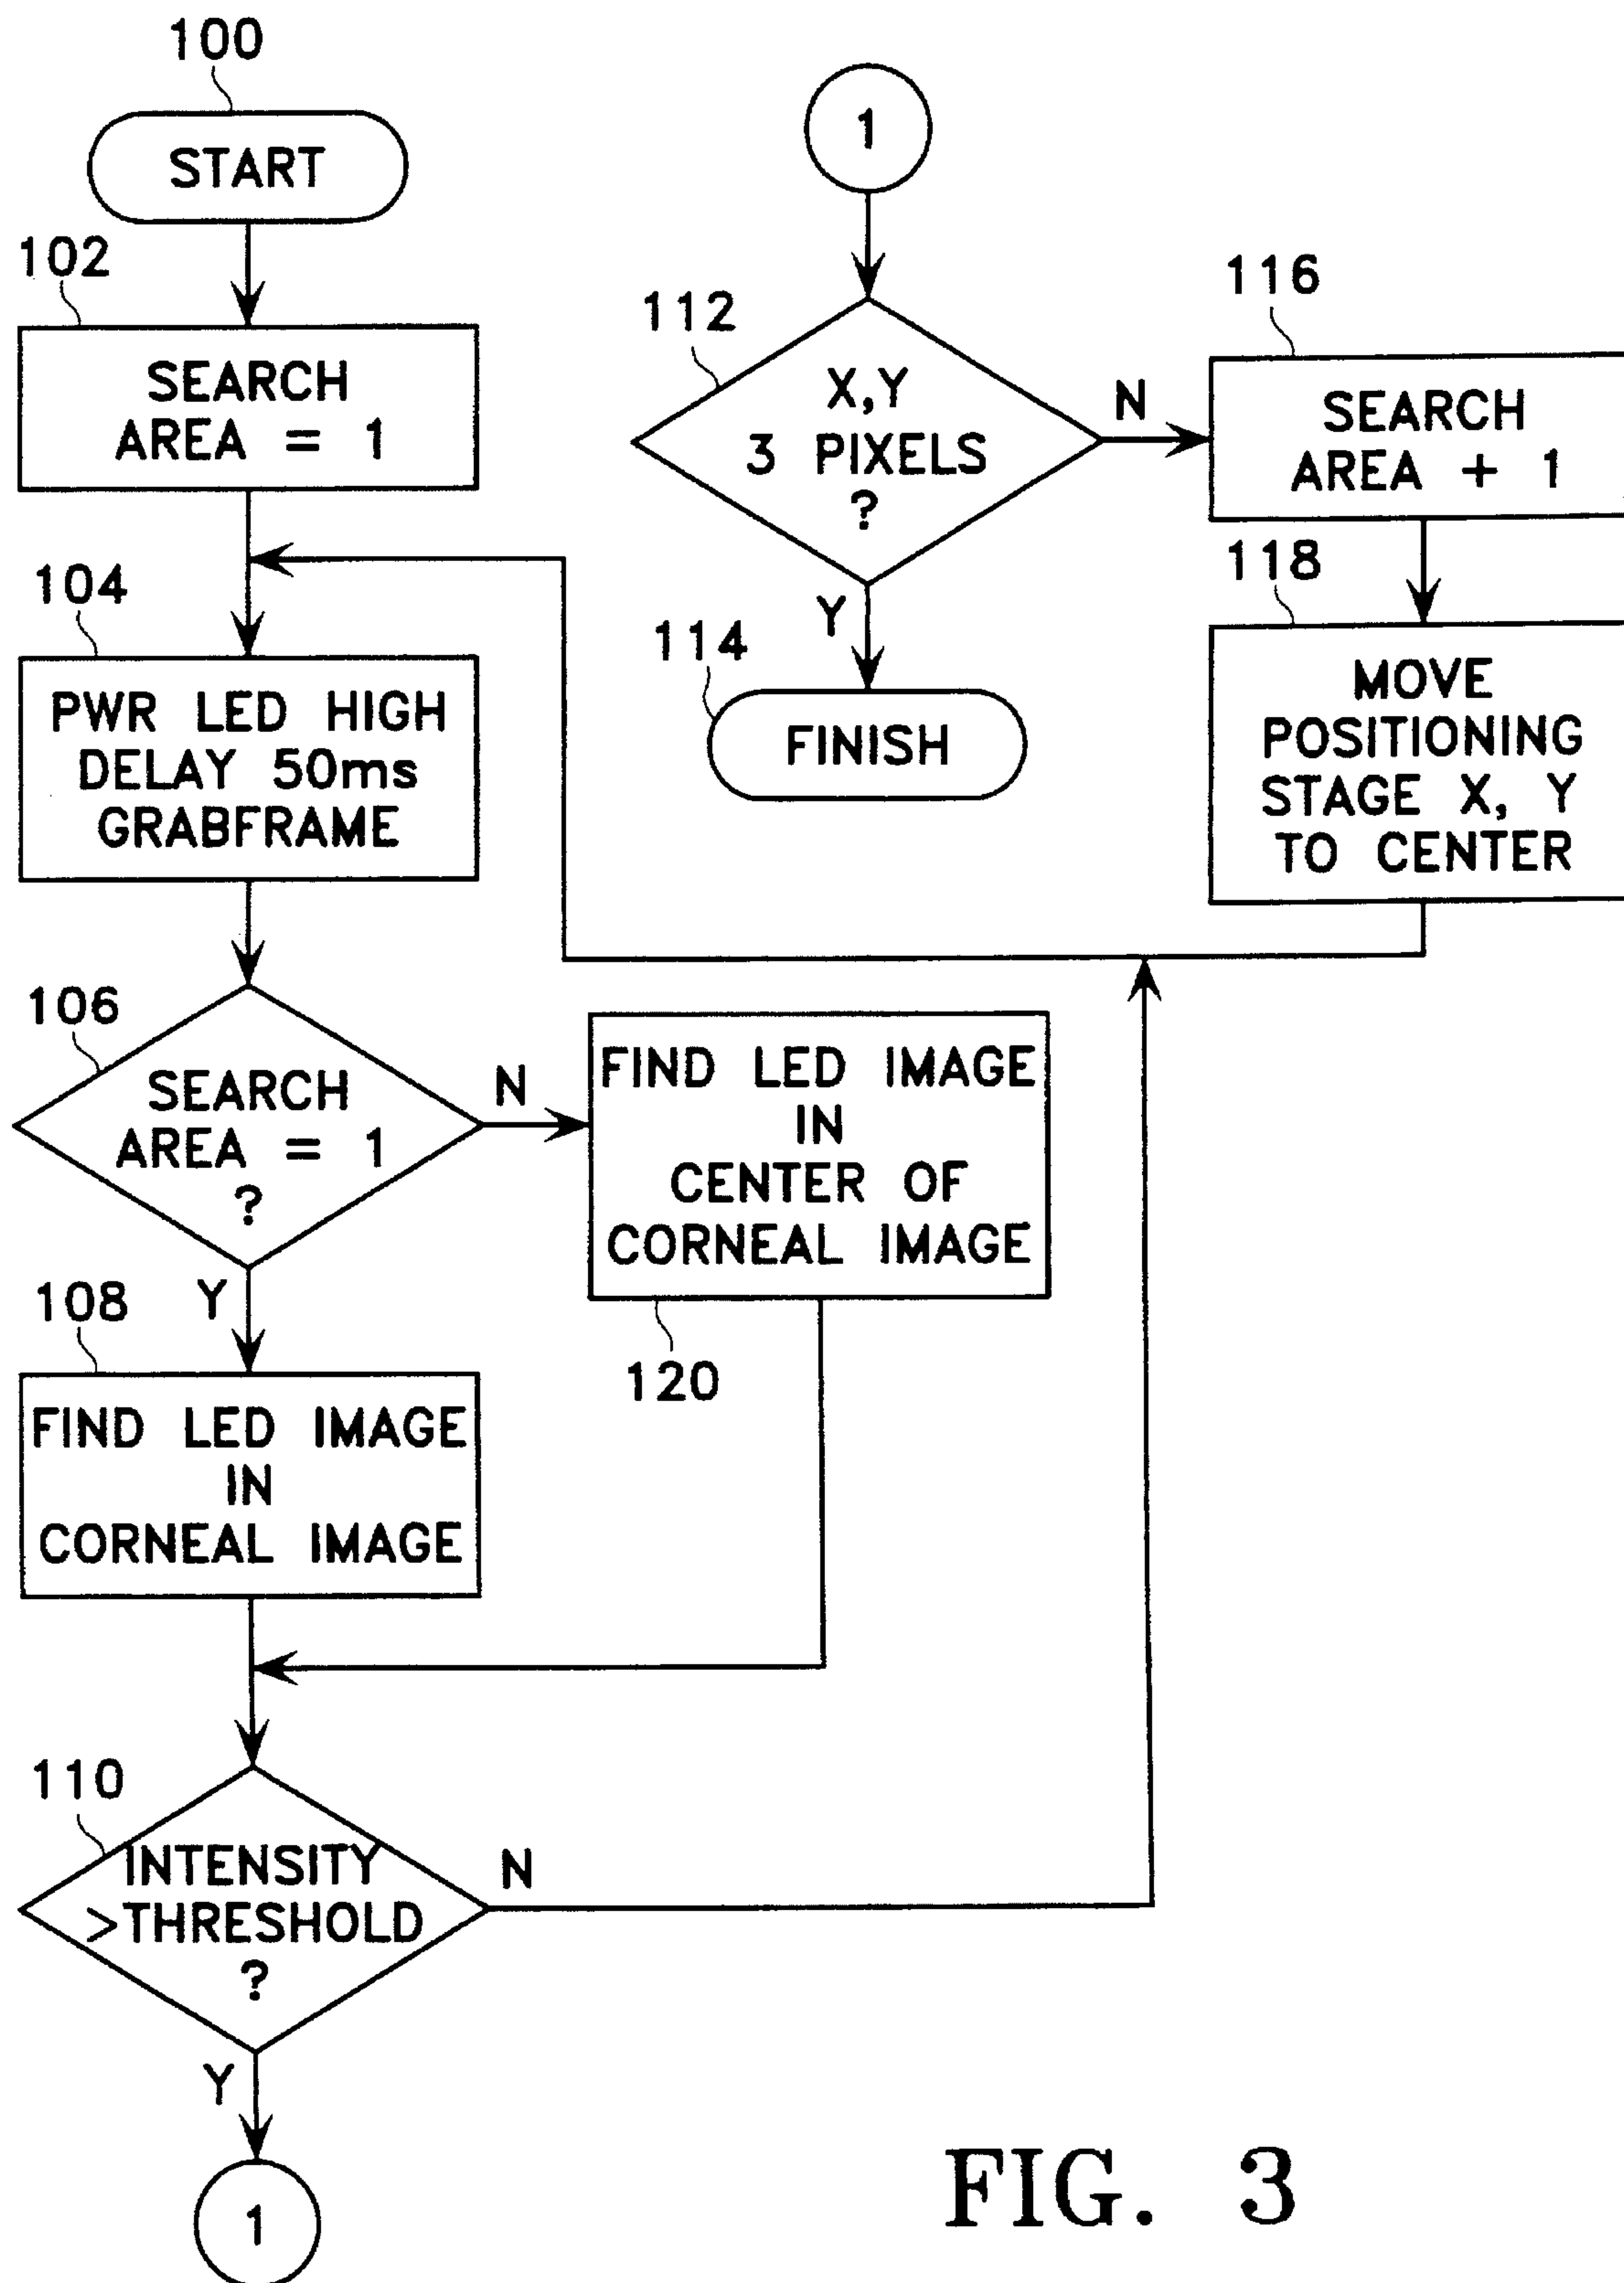 100
START
102
SEARCH
AREA = 1
104
PWR LED HIGH
DELAY 50ms
GRABFRAME
106
SEARCH
AREA = 1
?
N
Y
120
FIND LED IMAGE
IN
CENTER OF
CORNEAL IMAGE
108
FIND LED IMAGE
IN
CORNEAL IMAGE
110
INTENSITY
>THRESHOLD
?
N
Y
1
1
112
X,Y
3 PIXELS
?
N
Y
114
FINISH
116
SEARCH
AREA + 1
118
MOVE
POSITIONING
STAGE X, Y
TO CENTER
FIG. 3